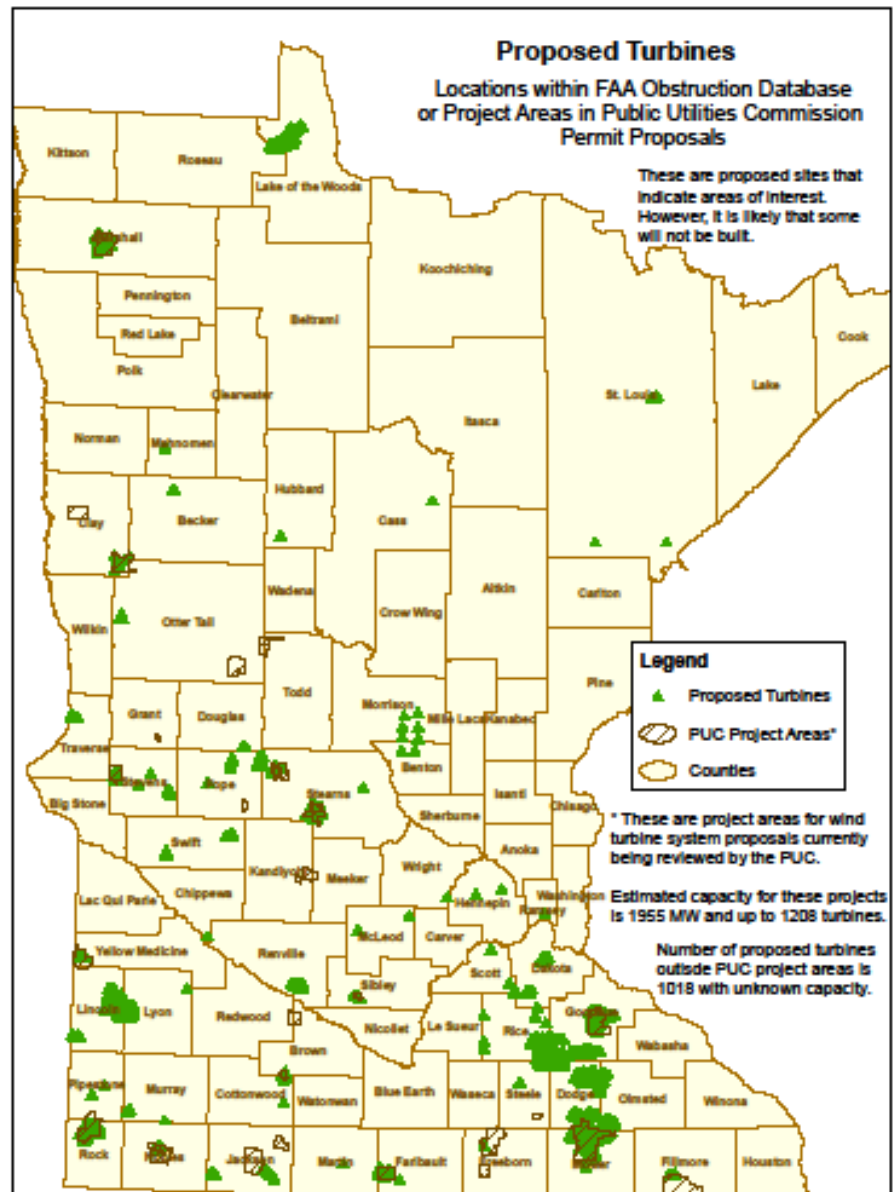 Proposed Turbines
Locations within FAA Obstruction Database
or Project Areas in Public Utilities Commission
Permit Proposals
These are proposed sites that
indicate areas of interest.
However, it is likely that some
will not be built.
Kittson
Roseau
Lake of the Woods
Koochiching
Pennington
Beltrami
Red Lake
Polk
Clearwater
Cook
Lake
St. Louis
Itasca
Norman
Mahnomen
Hubbard
Cass
Clay
Becker
Aitkin
Wadena
Carlton
Crow Wing
Wilkin
Otter Tail
Pine
Todd
Morrison
Mille Lacs
Kanabec
Grant
Douglas
Traverse
Benton
Stevens
Pope
Stearns
Isanti
Chisago
Big Stone
Sherburne
Swift
Anoka
Kandiyohi
Meeker
Wright
Lac Qui Parle
Chippewa
Hennepin
Washington
Ramsey
McLeod
Carver
Yellow Medicine
Renville
Scott
Dakota
Sibley
Lincoln
Lyon
Redwood
Nicollet
Le Sueur
Rice
Goodhue
Wabasha
Brown
Pipestone
Murray
Cottonwood
Watonwan
Blue Earth
Waseca
Steele
Dodge
Olmsted
Winona
Rock
Nobles
Jackson
Martin
Faribault
Freeborn
Mower
Fillmore
Houston
Legend
Proposed Turbines
PUC Project Areas*
Counties
* These are project areas for wind
turbine system proposals currently
being reviewed by the PUC.
Estimated capacity for these projects
is 1955 MW and up to 1208 turbines.
Number of proposed turbines
outisde PUC project areas is
1018 with unknown capacity.